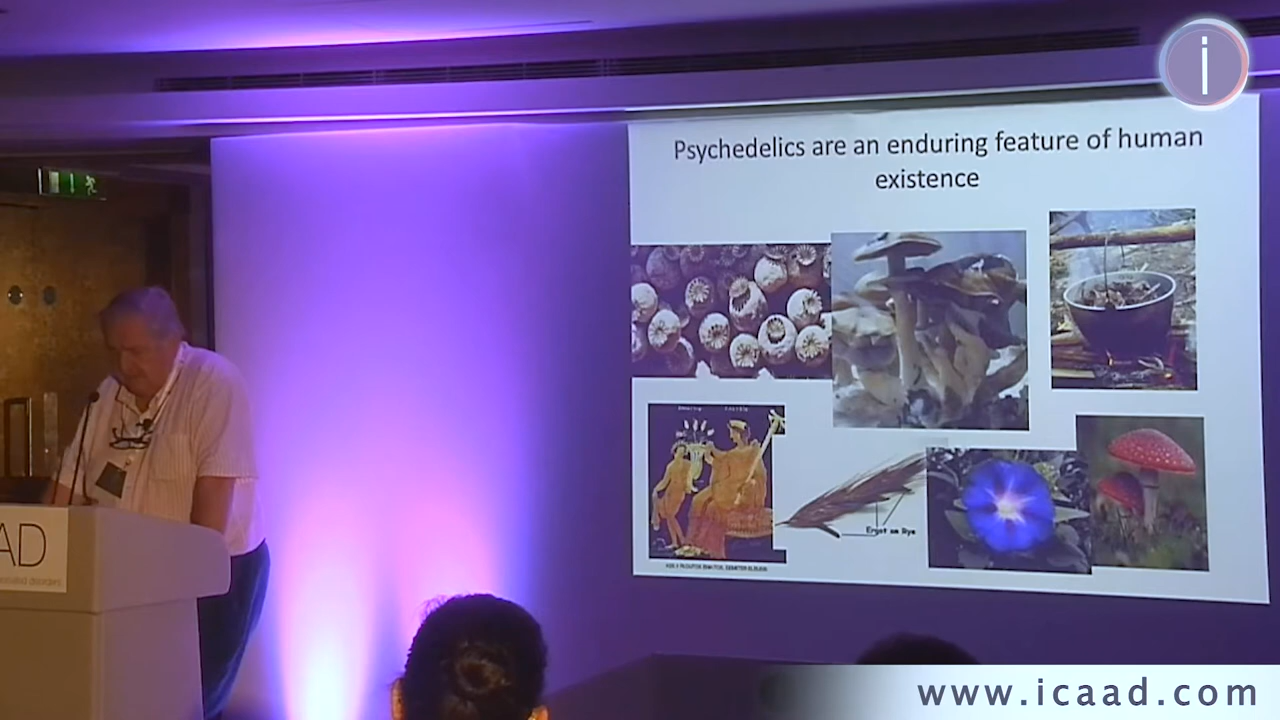 i
Psychedelics are an enduring feature of human
existence
Ergot on Rye
AD
www.icaad.com